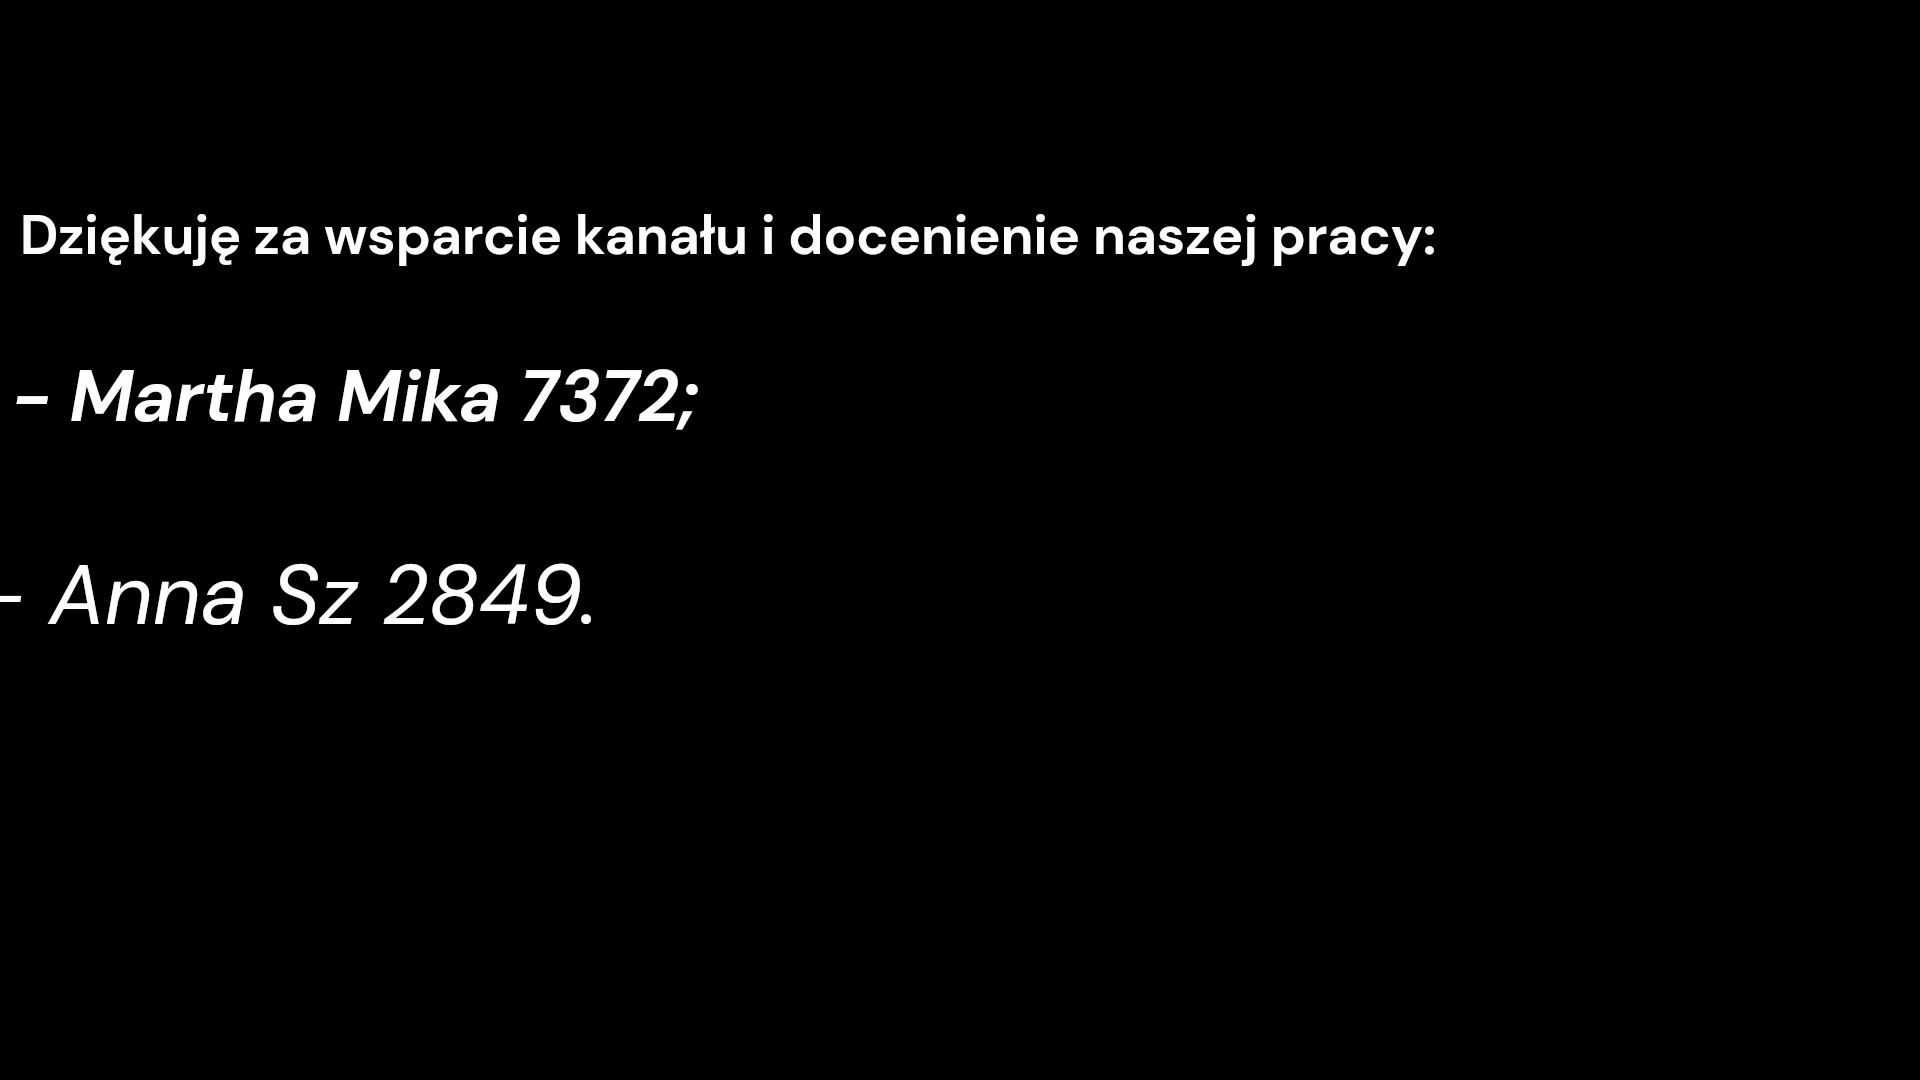 Dziękuję za wsparcie kanału i docenienie naszej pracy:
- Martha Mika 7372;
- Anna Sz 2849.